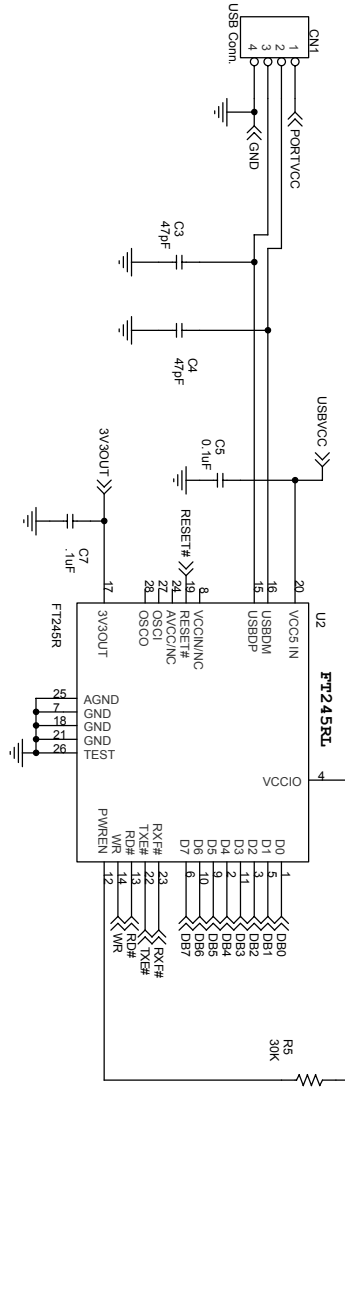 CN1
1
2
3
4
USB Conn.
PORTVCC
GND
C3
47pF
C4
47pF
USBVCC
C5
0.1uF
RESET#
3V3OUT
C7
.1uF
U2
FT245RL
FT245R
20 VCC5 IN
16 USBDM
15 USBDP
8 VCCIN/NC
19 RESET#
24 AVCC/NC
27 OSCI
28 OSCO
17 3V3OUT
25 AGND
7 GND
18 GND
21 GND
26 TEST
VCCIO 4
D0 1 DB0
D1 5 DB1
D2 3 DB2
D3 11 DB3
D4 2 DB4
D5 9 DB5
D6 10 DB6
D7 6 DB7
RXF# 23 RXF#
TXE# 22 TXE#
RD# 13 RD#
WR 14 WR
PWREN 12
R5
30K